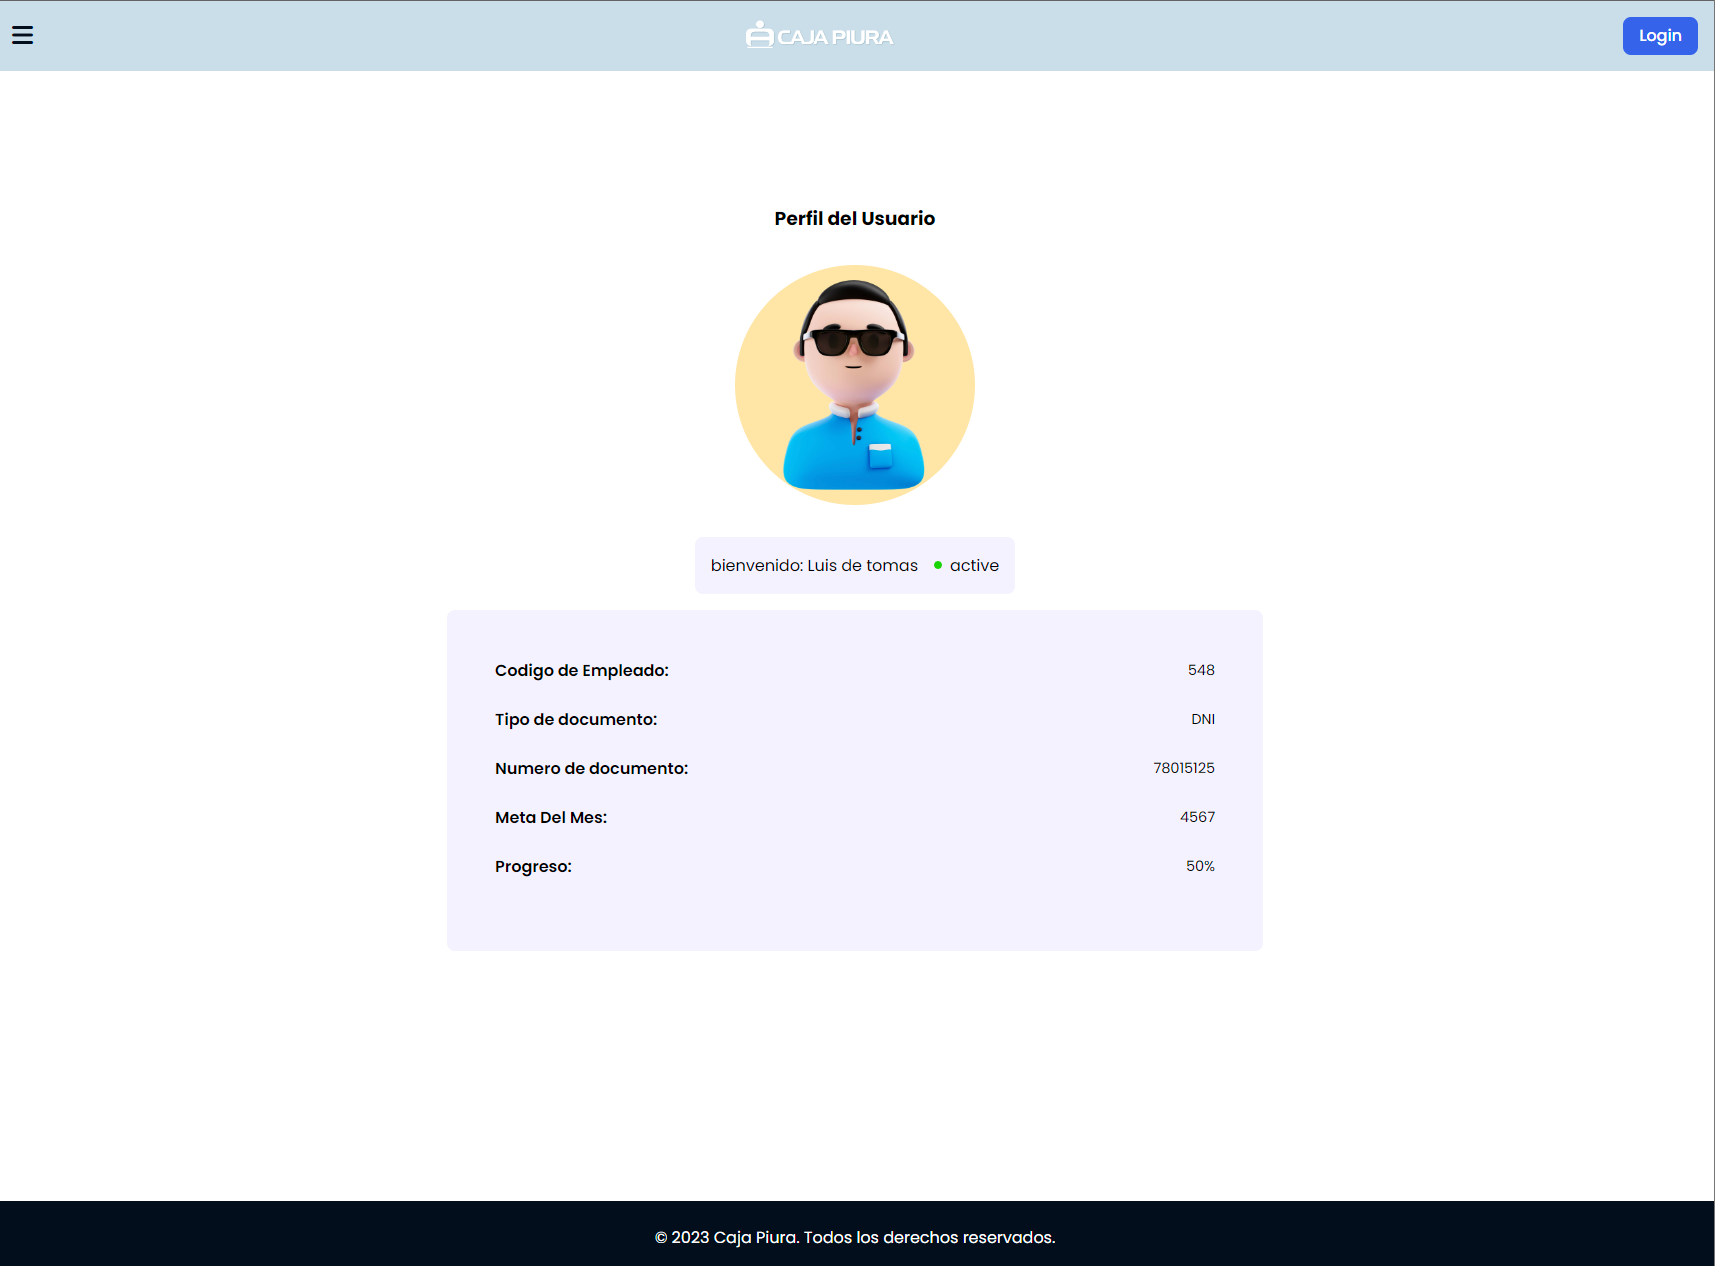 CAJA PIURA
Login
Perfil del Usuario
bienvenido: Luis de tomas active
Codigo de Empleado: 548
Tipo de documento: DNI
Numero de documento: 78015125
Meta Del Mes: 4567
Progreso: 50%
© 2023 Caja Piura. Todos los derechos reservados.